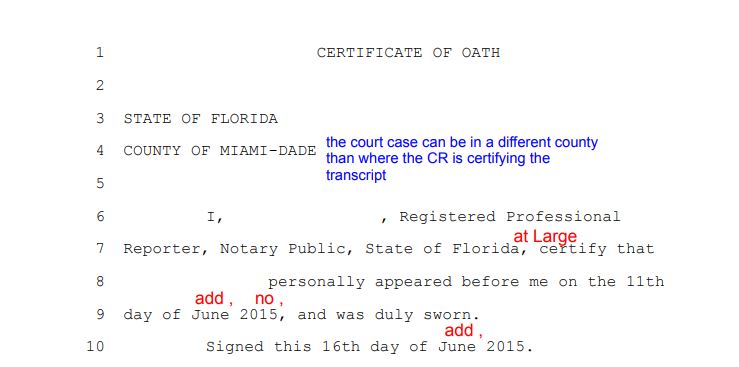 1 CERTIFICATE OF OATH
2
3 STATE OF FLORIDA
4 COUNTY OF MIAMI-DADE
the court case can be in a different county
than where the CR is certifying the
transcript
5
6 I, , Registered Professional
at Large
7 Reporter, Notary Public, State of Florida, certify that
8 personally appeared before me on the 11th
add , no ,
9 day of June 2015, and was duly sworn.
add ,
10 Signed this 16th day of June 2015.